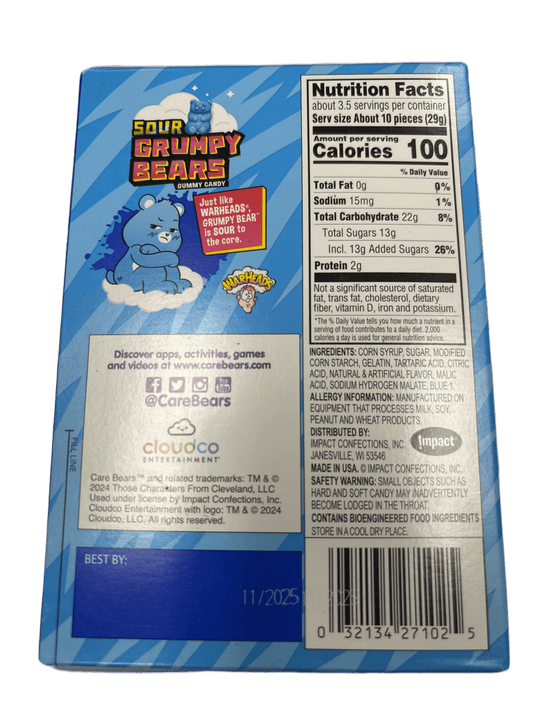 SOUR
GRUMPY
BEARS
GUMMY CANDY
Just like
WARHEADS®,
GRUMPY BEAR™
is SOUR to
the core.
WARHEADS
Discover apps, activities, games
and videos at www.carebears.com
@CareBears
cloudco
ENTERTAINMENT
Care Bears™ and related trademarks: TM & ©
2024 Those Characters From Cleveland, LLC
Used under license by Impact Confections, Inc.
Cloudco Entertainment with logo: TM & © 2024
Cloudco, LLC. All rights reserved.
FILL LINE
BEST BY:
11/2025
Nutrition Facts
about 3.5 servings per container
Serv size About 10 pieces (29g)
Amount per serving
Calories 100
% Daily Value
Total Fat 0g 0%
Sodium 15mg 1%
Total Carbohydrate 22g 8%
Total Sugars 13g
Incl. 13g Added Sugars 26%
Protein 2g
Not a significant source of saturated
fat, trans fat, cholesterol, dietary
fiber, vitamin D, iron and potassium.
*The % Daily Value tells you how much a nutrient in a
serving of food contributes to a daily diet. 2,000
calories a day is used for general nutrition advice.
INGREDIENTS: CORN SYRUP, SUGAR, MODIFIED
CORN STARCH, GELATIN, TARTARIC ACID, CITRIC
ACID, NATURAL & ARTIFICIAL FLAVOR, MALIC
ACID, SODIUM HYDROGEN MALATE, BLUE 1.
ALLERGY INFORMATION: MANUFACTURED ON
EQUIPMENT THAT PROCESSES MILK, SOY,
PEANUT AND WHEAT PRODUCTS.
DISTRIBUTED BY:
IMPACT CONFECTIONS, INC.
JANESVILLE, WI 53546
Impact
MADE IN USA. © IMPACT CONFECTIONS, INC.
SAFETY WARNING: SMALL OBJECTS SUCH AS
HARD AND SOFT CANDY MAY INADVERTENTLY
BECOME LODGED IN THE THROAT.
CONTAINS BIOENGINEERED FOOD INGREDIENTS
STORE IN A COOL DRY PLACE.
0 32134 27102 5